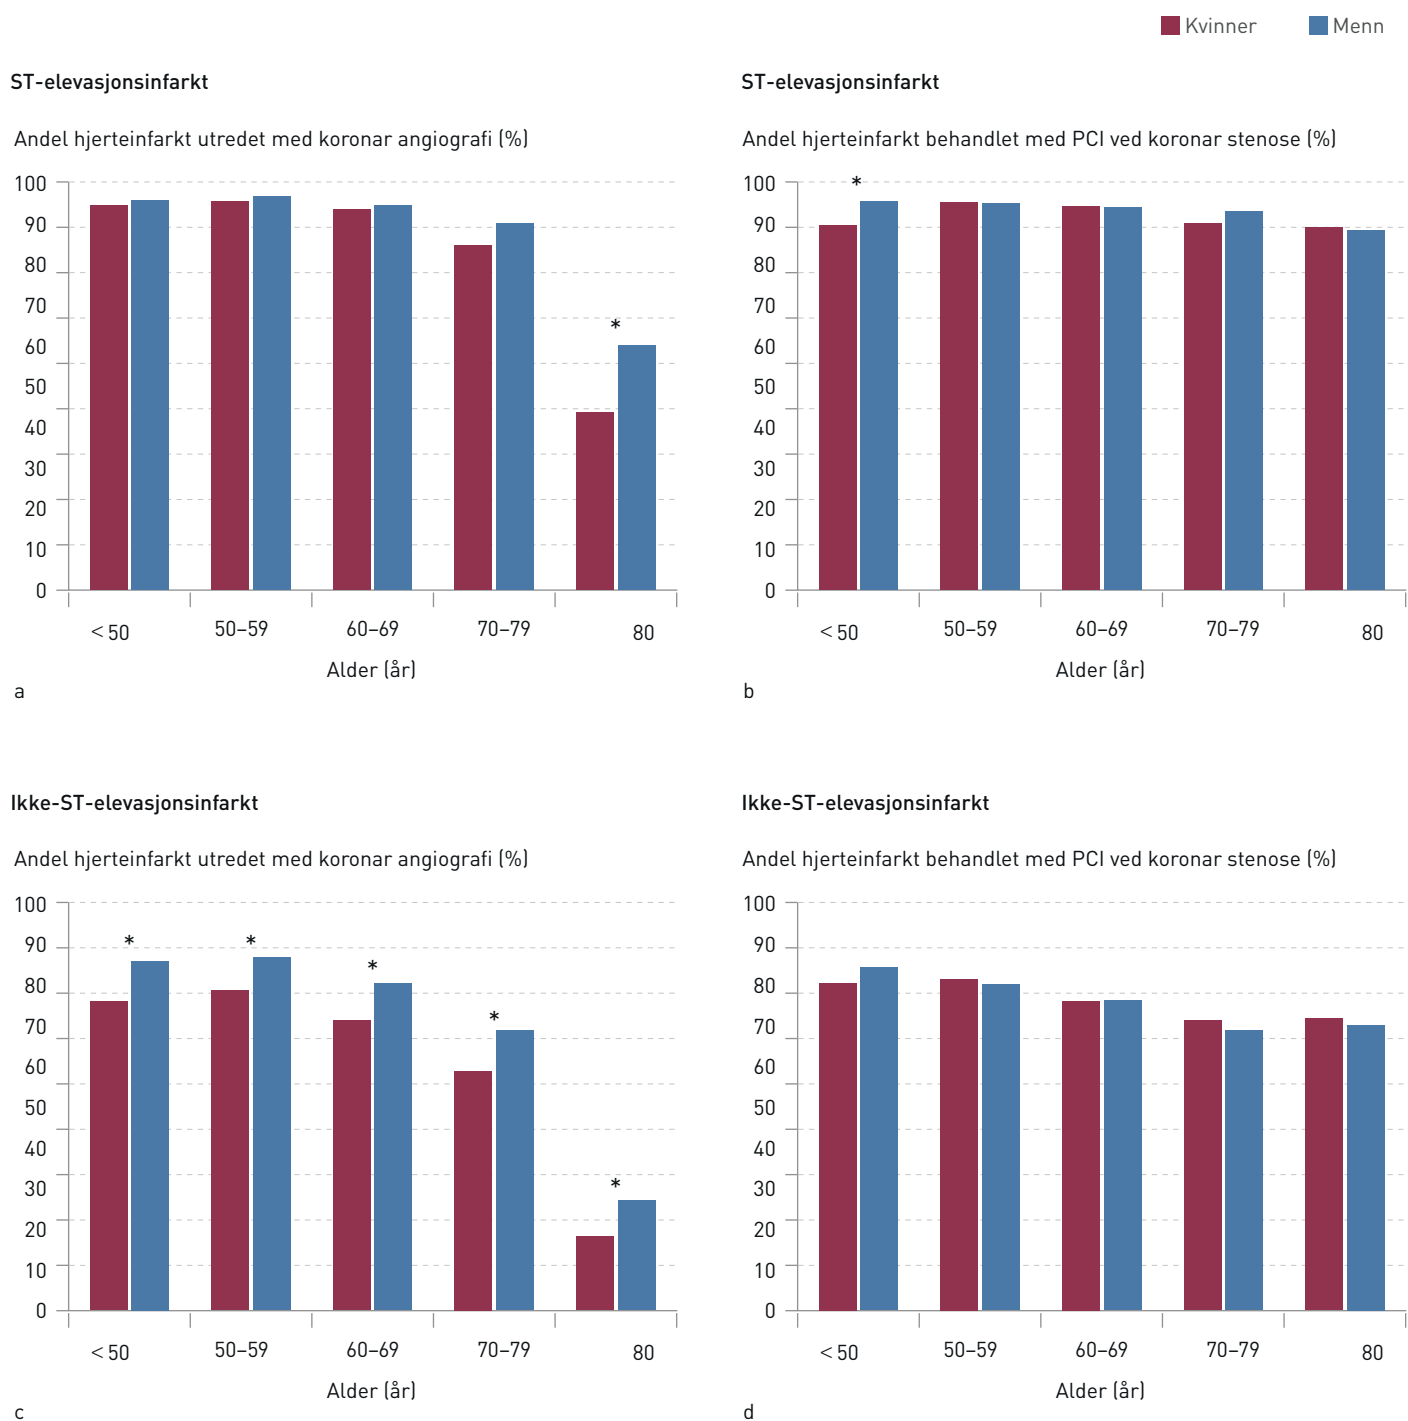 Kvinner Menn
ST-elevasjonsinfarkt
Andel hjerteinfarkt utredet med koronar angiografi (%)
100
90
80
70
60
50
40
30
20
10
0
*
< 50 50–59 60–69 70–79 80
Alder (år)
a
ST-elevasjonsinfarkt
Andel hjerteinfarkt behandlet med PCI ved koronar stenose (%)
100
90
80
70
60
50
40
30
20
10
0
*
< 50 50–59 60–69 70–79 80
Alder (år)
b
Ikke-ST-elevasjonsinfarkt
Andel hjerteinfarkt utredet med koronar angiografi (%)
100
90
80
70
60
50
40
30
20
10
0
* * * * *
< 50 50–59 60–69 70–79 80
Alder (år)
c
Ikke-ST-elevasjonsinfarkt
Andel hjerteinfarkt behandlet med PCI ved koronar stenose (%)
100
90
80
70
60
50
40
30
20
10
0
< 50 50–59 60–69 70–79 80
Alder (år)
d